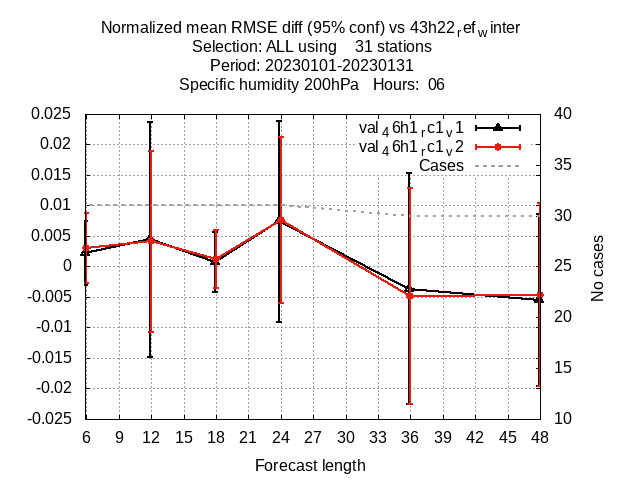 Normalized mean RMSE diff (95% conf) vs 43h22refwinter
Selection: ALL using 31 stations
Period: 20230101-20230131
Specific humidity 200hPa Hours: 06
val46h1rc1v1
val46h1rc1v2
Cases
0.025
0.02
0.015
0.01
0.005
0
-0.005
-0.01
-0.015
-0.02
-0.025
40
35
30
25
20
15
10
No cases
6 9 12 15 18 21 24 27 30 33 36 39 42 45 48
Forecast length